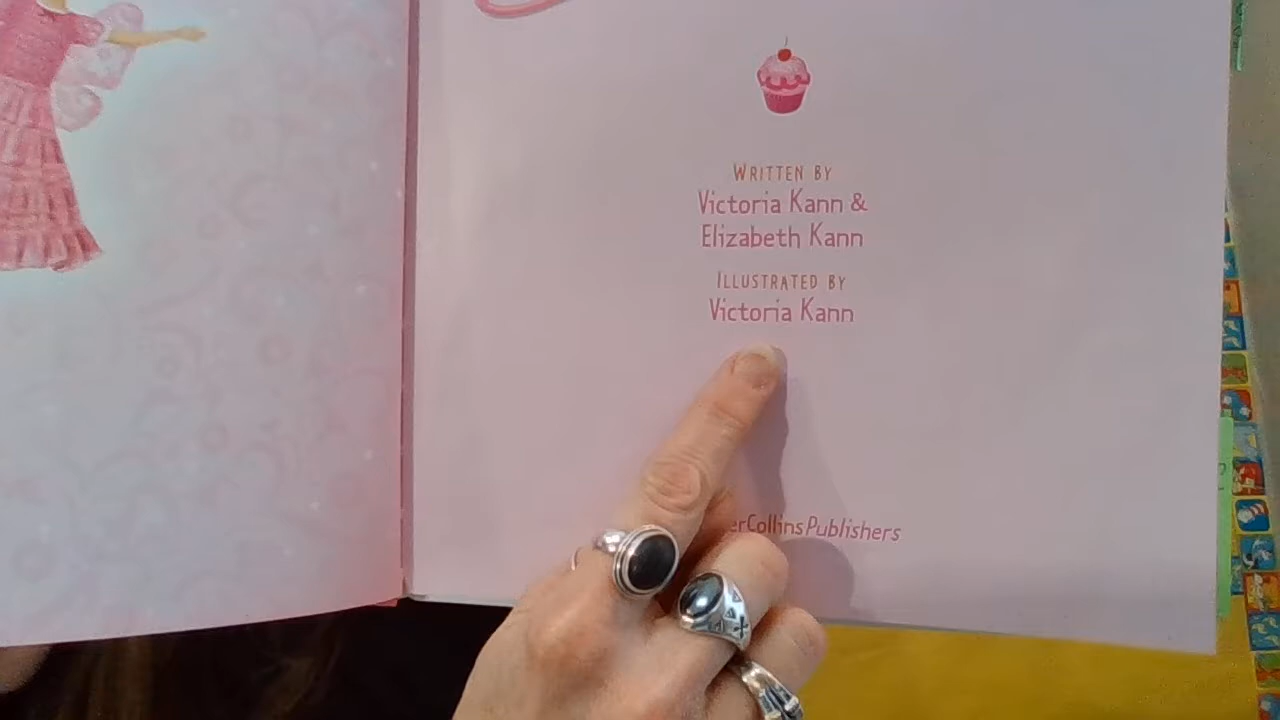 WRITTEN BY
Victoria Kann &
Elizabeth Kann
ILLUSTRATED BY
Victoria Kann
erCollinsPublishers